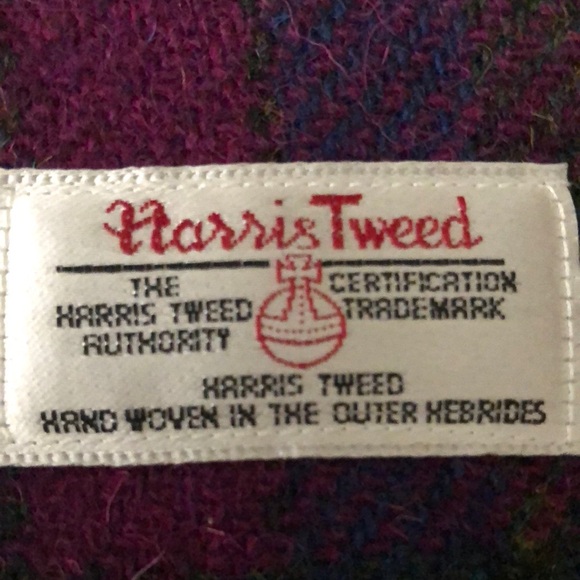 Harris Tweed
THE
HARRIS TWEED
AUTHORITY
CERTIFICATION
TRADEMARK
HARRIS TWEED
HAND WOVEN IN THE OUTER HEBRIDES